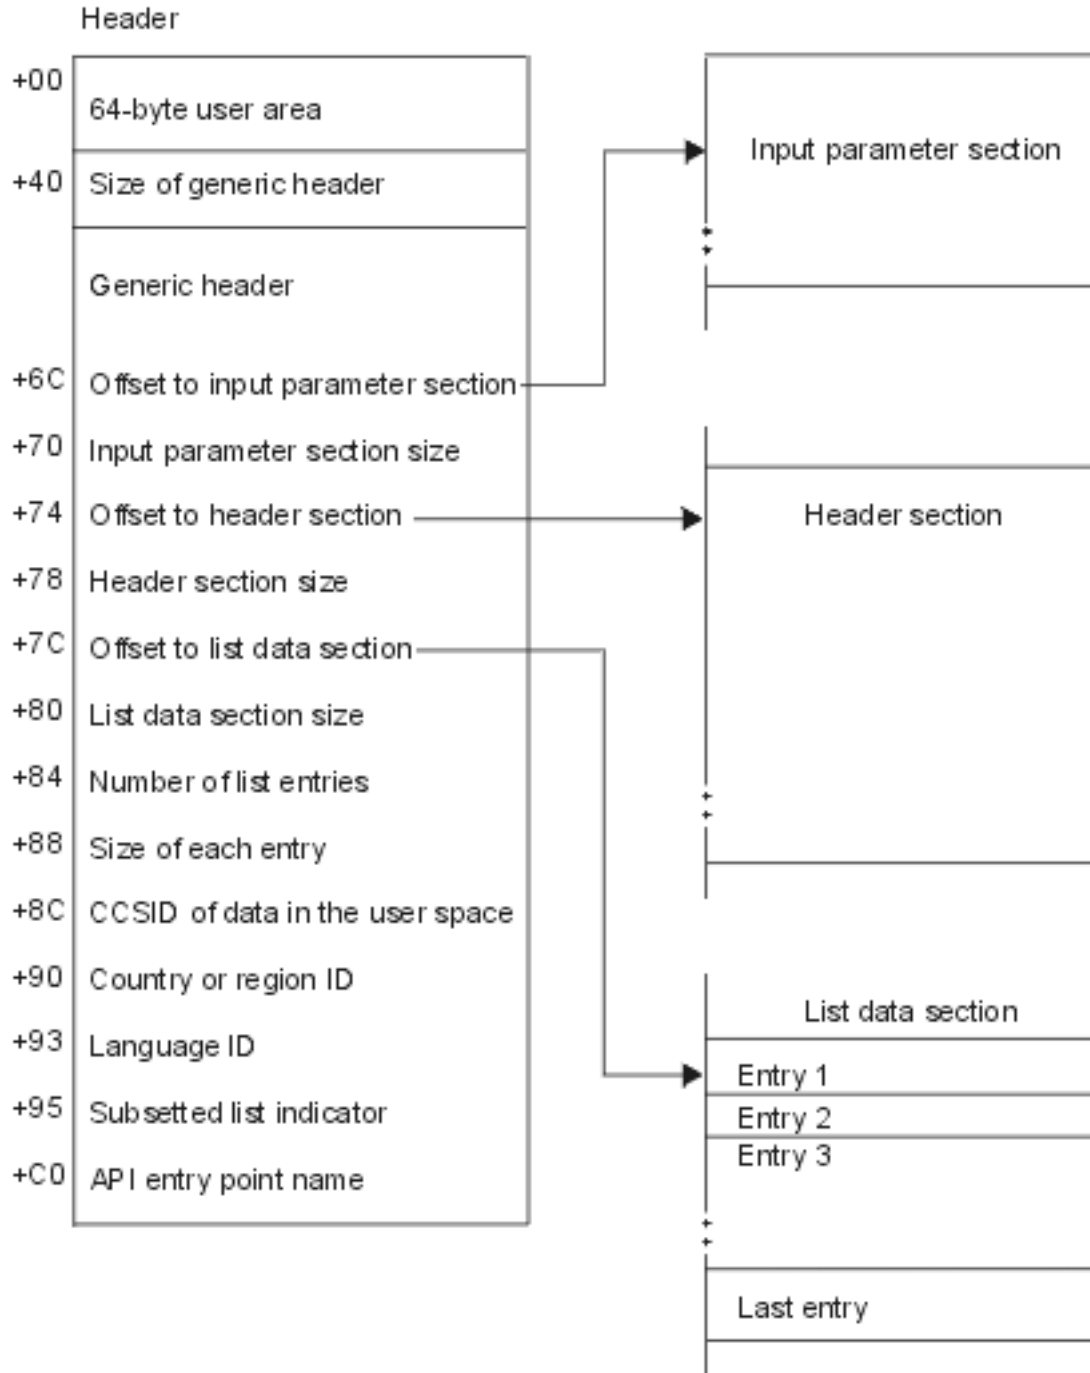 Header
+00
64-byte user area
+40
Size of generic header
Generic header
+6C
Offset to input parameter section
+70
Input parameter section size
+74
Offset to header section
+78
Header section size
+7C
Offset to list data section
+80
List data section size
+84
Number of list entries
+88
Size of each entry
+8C
CCSID of data in the user space
+90
Country or region ID
+93
Language ID
+95
Subsetted list indicator
+C0
API entry point name
Input parameter section
Header section
List data section
Entry 1
Entry 2
Entry 3
Last entry